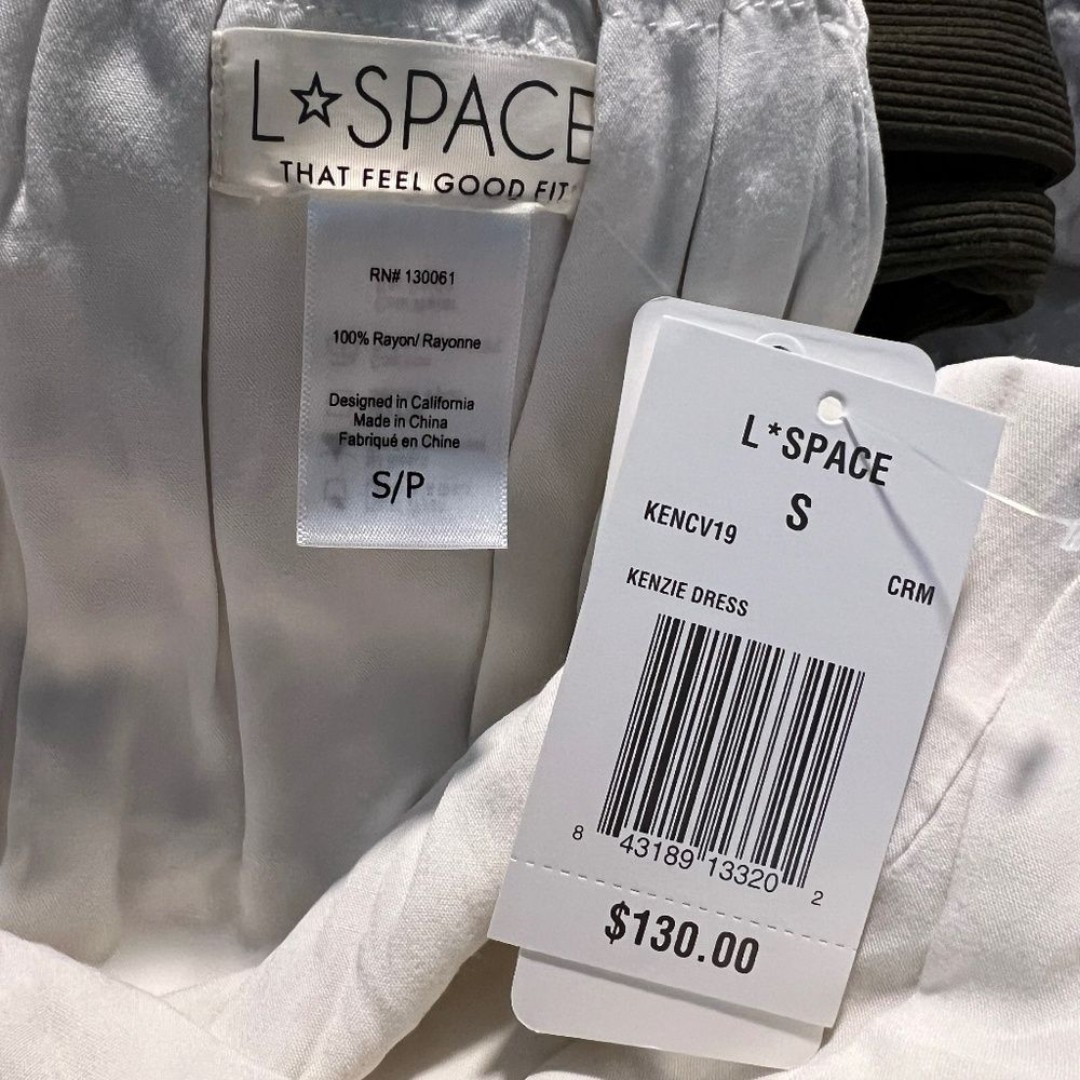 L☆SPACE
THAT FEEL GOOD FIT
RN# 130061
100% Rayon/ Rayonne
Designed in California
Made in China
Fabriqué en Chine
S/P
L*SPACE
S
KENCV19
CRM
KENZIE DRESS
8 43189 13320 2
$130.00